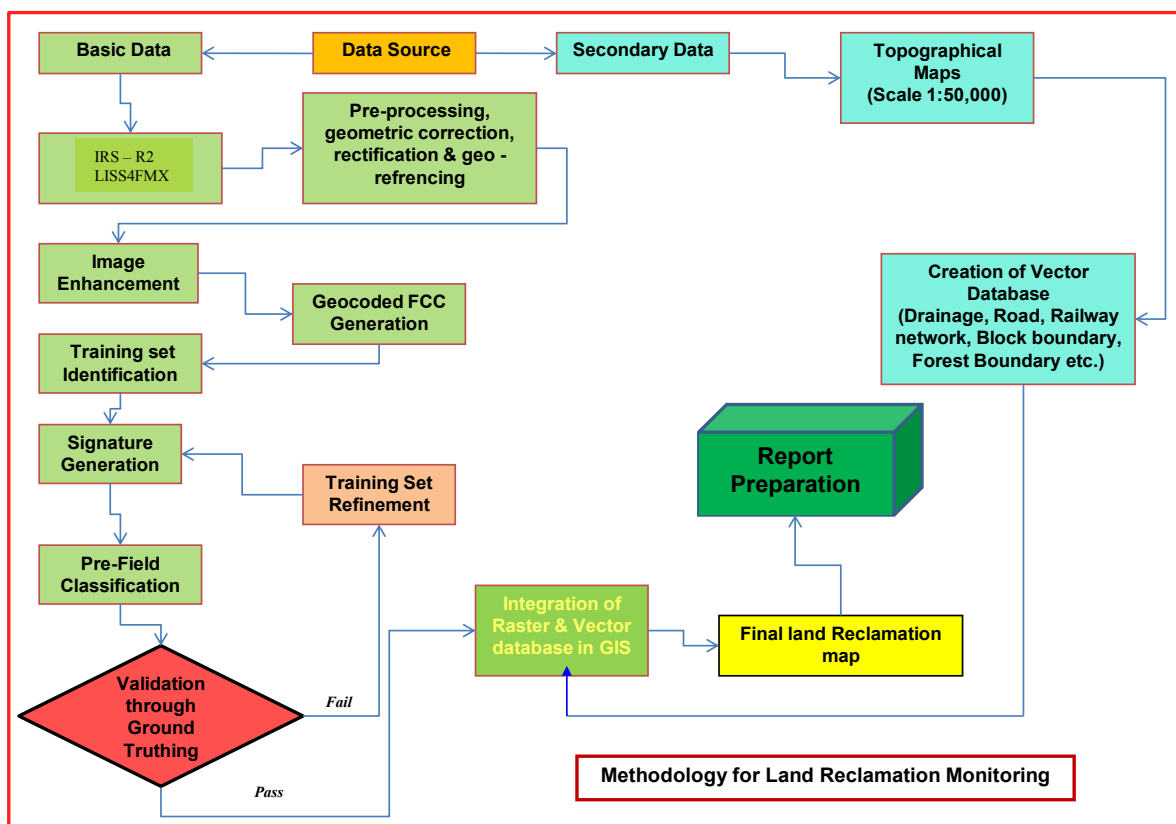 Basic Data
Data Source
Secondary Data
Topographical
Maps
(Scale 1:50,000)
IRS – R2
LISS4FMX
Pre-processing,
geometric correction,
rectification & geo -
refrencing
Image
Enhancement
Geocoded FCC
Generation
Creation of Vector
Database
(Drainage, Road, Railway
network, Block boundary,
Forest Boundary etc.)
Training set
Identification
Signature
Generation
Training Set
Refinement
Report
Preparation
Pre-Field
Classification
Integration of
Raster & Vector
database in GIS
Final land Reclamation
map
Validation
through
Ground
Truthing
Fail
Pass
Methodology for Land Reclamation Monitoring